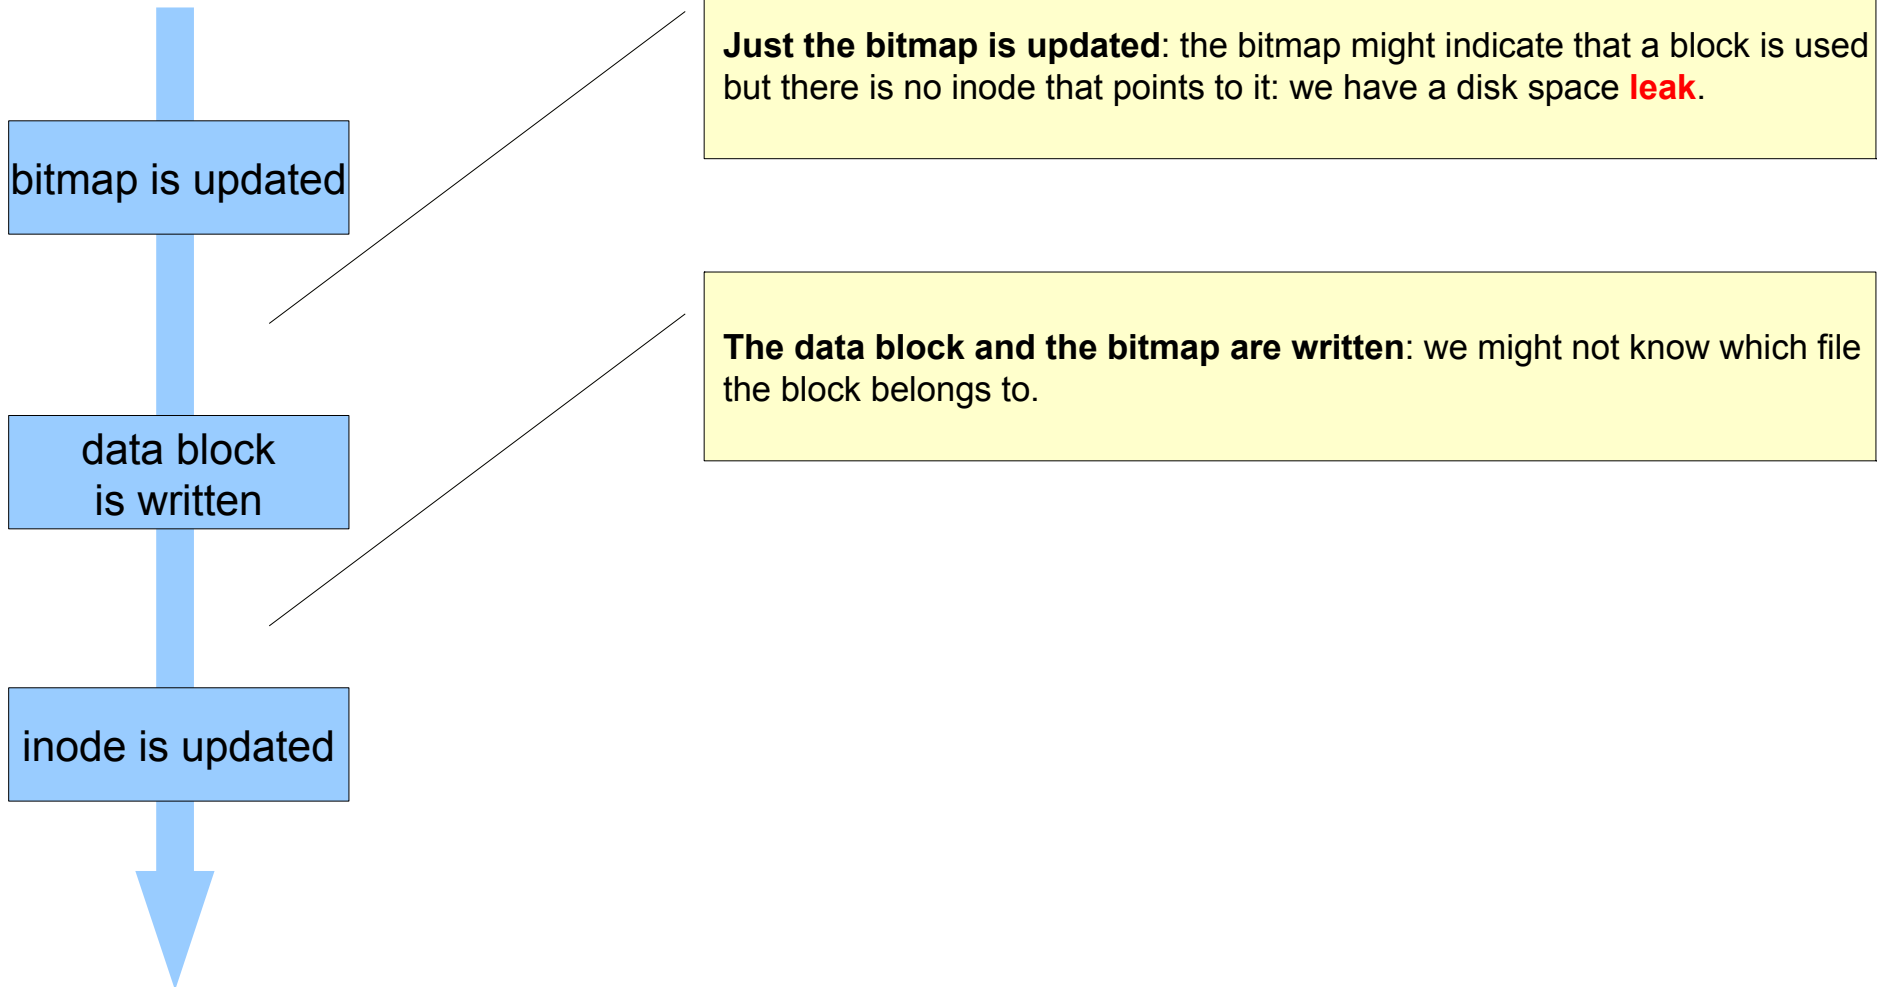 Just the bitmap is updated: the bitmap might indicate that a block is used
but there is no inode that points to it: we have a disk space leak.
bitmap is updated
The data block and the bitmap are written: we might not know which file
the block belongs to.
data block
is written
inode is updated